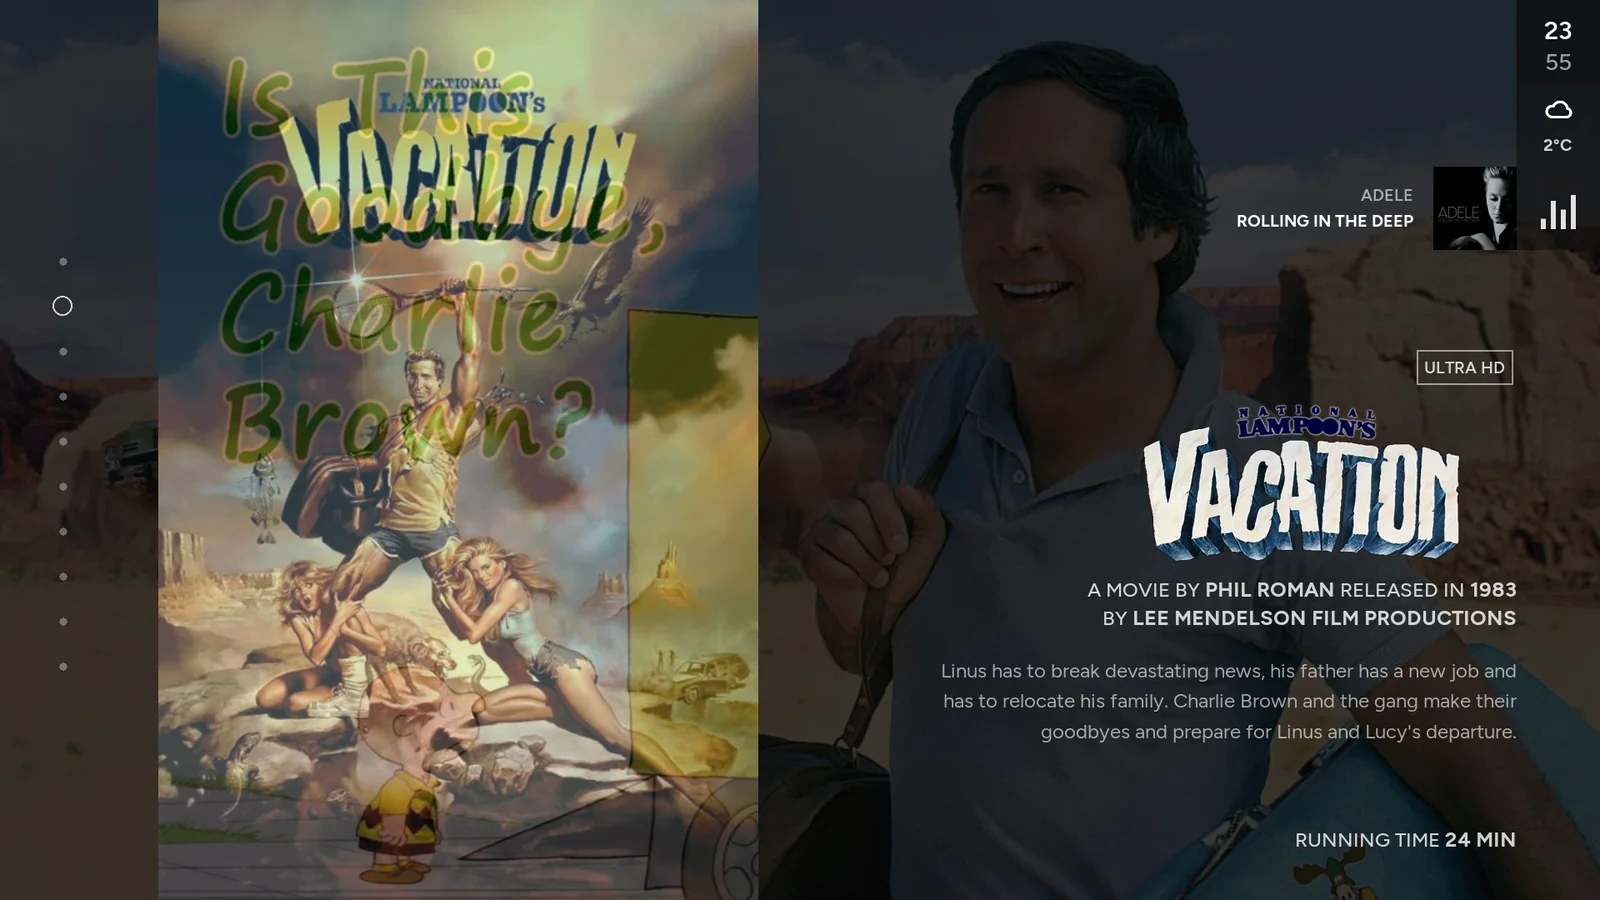 Is This
Goodbye,
Charlie
Brown?
NATIONAL
LAMPOON's
VACATION
23
55
2°C
ADELE
ROLLING IN THE DEEP
ADELE
ULTRA HD
NATIONAL
LAMPOON'S
VACATION
A MOVIE BY PHIL ROMAN RELEASED IN 1983
BY LEE MENDELSON FILM PRODUCTIONS
Linus has to break devastating news, his father has a new job and
has to relocate his family. Charlie Brown and the gang make their
goodbyes and prepare for Linus and Lucy's departure.
RUNNING TIME 24 MIN